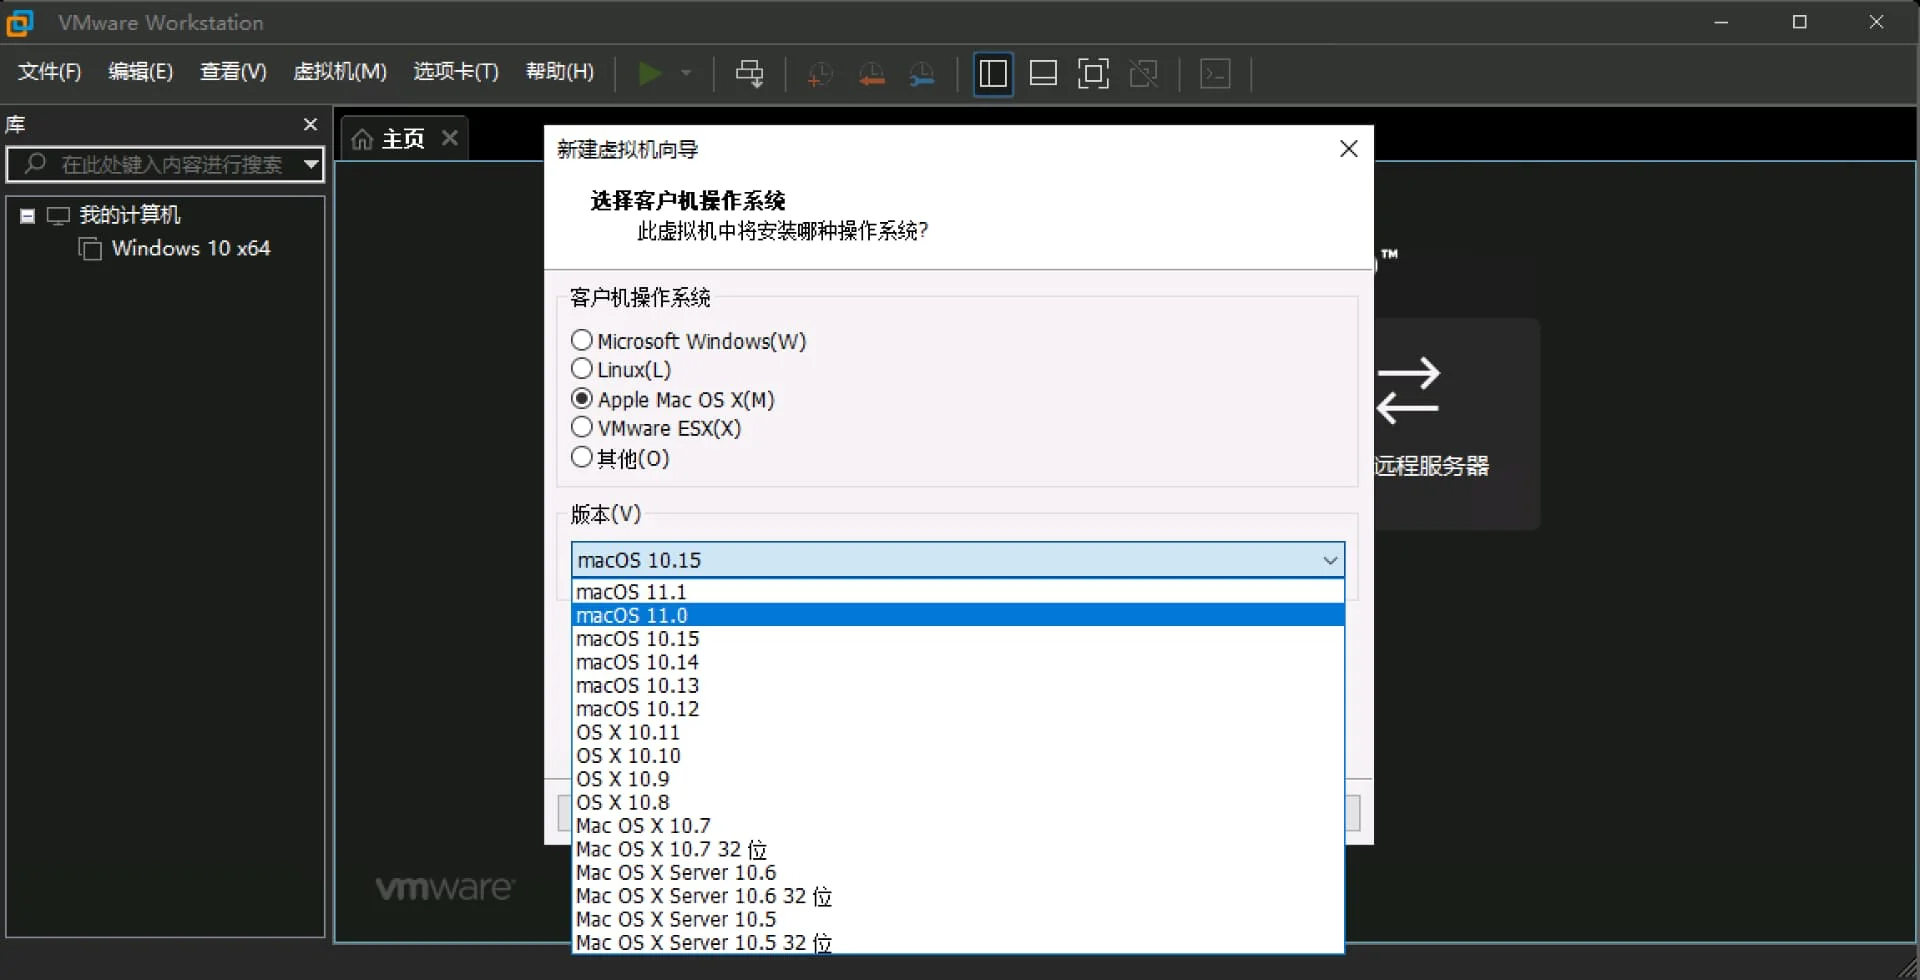 VMware Workstation
文件(F) 编辑(E) 查看(V) 虚拟机(M) 选项卡(T) 帮助(H)
库
在此处键入内容进行搜索
我的计算机
Windows 10 x64
主页
新建虚拟机向导
选择客户机操作系统
此虚拟机中将安装哪种操作系统?
™
客户机操作系统
Microsoft Windows(W)
Linux(L)
Apple Mac OS X(M)
VMware ESX(X)
其他(O)
远程服务器
版本(V)
macOS 10.15
macOS 11.1
macOS 11.0
macOS 10.15
macOS 10.14
macOS 10.13
macOS 10.12
OS X 10.11
OS X 10.10
OS X 10.9
OS X 10.8
Mac OS X 10.7
Mac OS X 10.7 32 位
Mac OS X Server 10.6
Mac OS X Server 10.6 32 位
Mac OS X Server 10.5
Mac OS X Server 10.5 32 位
vmware